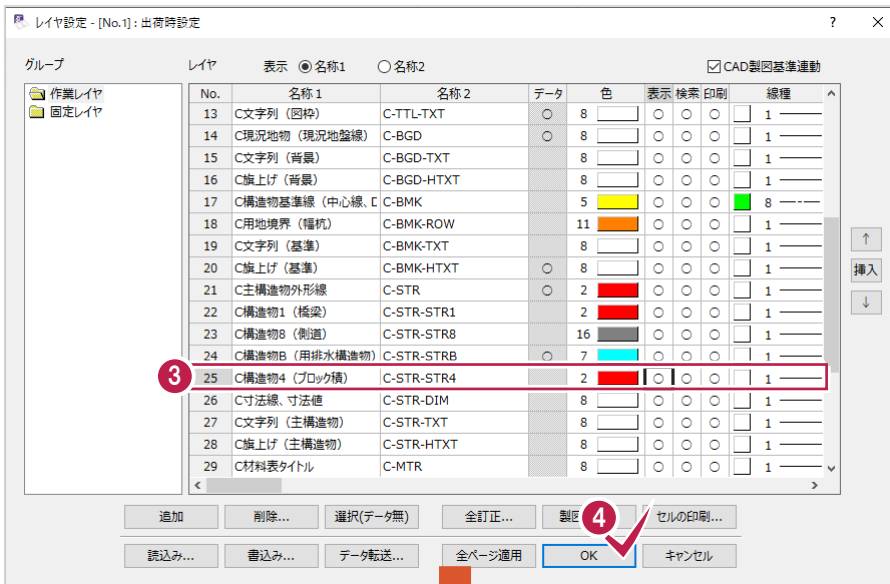 レイヤ設定 - [No.1] : 出荷時設定 ? ×
グループ レイヤ 表示 名称1 名称2 CAD製図基準連動
作業レイヤ
固定レイヤ
No. 名称1 名称2 データ 色 表示 検索 印刷 線種
13 C文字列（図枠） C-TTL-TXT ○ 8 ○ ○ ○ 1
14 C現況地物（現況地盤線） C-BGD ○ 8 ○ ○ ○ 1
15 C文字列（背景） C-BGD-TXT 8 ○ ○ ○ 1
16 C旗上げ（背景） C-BGD-HTXT 8 ○ ○ ○ 1
17 C構造物基準線（中心線、 C-BMK 5 ○ ○ ○ 8
18 C用地境界（幅杭） C-BMK-ROW 11 ○ ○ ○ 1
19 C文字列（基準） C-BMK-TXT 8 ○ ○ ○ 1
20 C旗上げ（基準） C-BMK-HTXT ○ 8 ○ ○ ○ 1
21 C主構造物外形線 C-STR ○ 2 ○ ○ ○ 1
22 C構造物1（橋梁） C-STR-STR1 2 ○ ○ ○ 1
23 C構造物8（側道） C-STR-STR8 16 ○ ○ ○ 1
24 C構造物B（用排水構造物） C-STR-STRB ○ 7 ○ ○ ○ 1
3 25 C構造物4（ブロック積） C-STR-STR4 2 ○ ○ ○ 1
26 C寸法線、寸法値 C-STR-DIM 8 ○ ○ ○ 1
27 C文字列（主構造物） C-STR-TXT 8 ○ ○ ○ 1
28 C旗上げ（主構造物） C-STR-HTXT 8 ○ ○ ○ 1
29 C材料表タイトル C-MTR 8 ○ ○ ○ 1
↑
挿入
↓
追加 削除... 選択(データ無) 全訂正... 製図 4 セルの印刷...
読込み... 書込み... データ転送... 全ページ適用 OK キャンセル